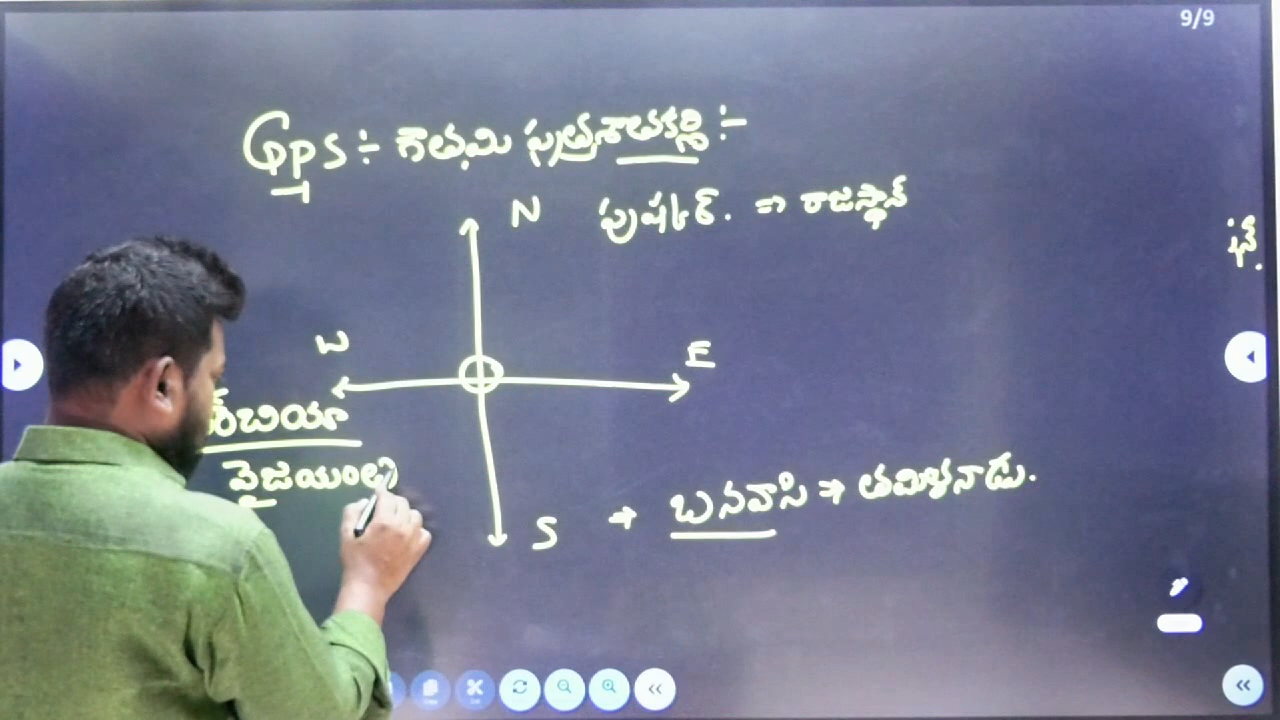 9/9
GPS :- గౌతమి పుత్రశాతకర్ణి :-
N పుష్కర్. => రాజస్థాన్
W
E
వైజయంతి
S → బనవాసి => తమిళనాడు.